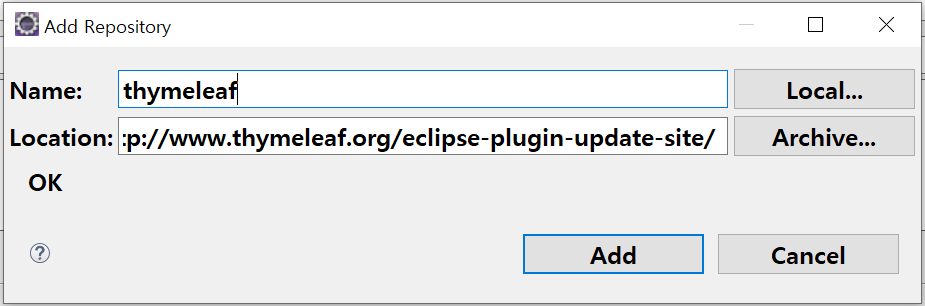 Add Repository
Name: thymeleaf Local...
Location: :p://www.thymeleaf.org/eclipse-plugin-update-site/ Archive...
OK
? Add Cancel